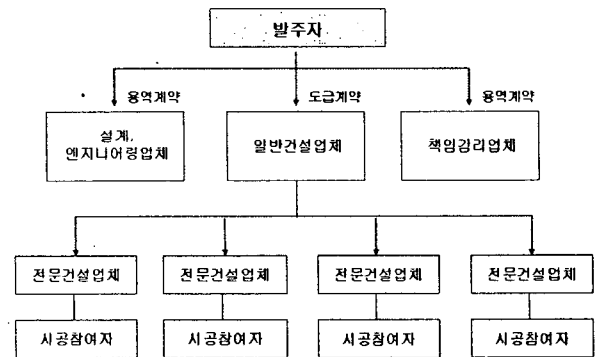 발주자
용역계약
도급계약
용역계약
설계,
엔지니어링업체
일반건설업체
책임감리업체
전문건설업체
전문건설업체
전문건설업체
전문건설업체
시공참여자
시공참여자
시공참여자
시공참여자